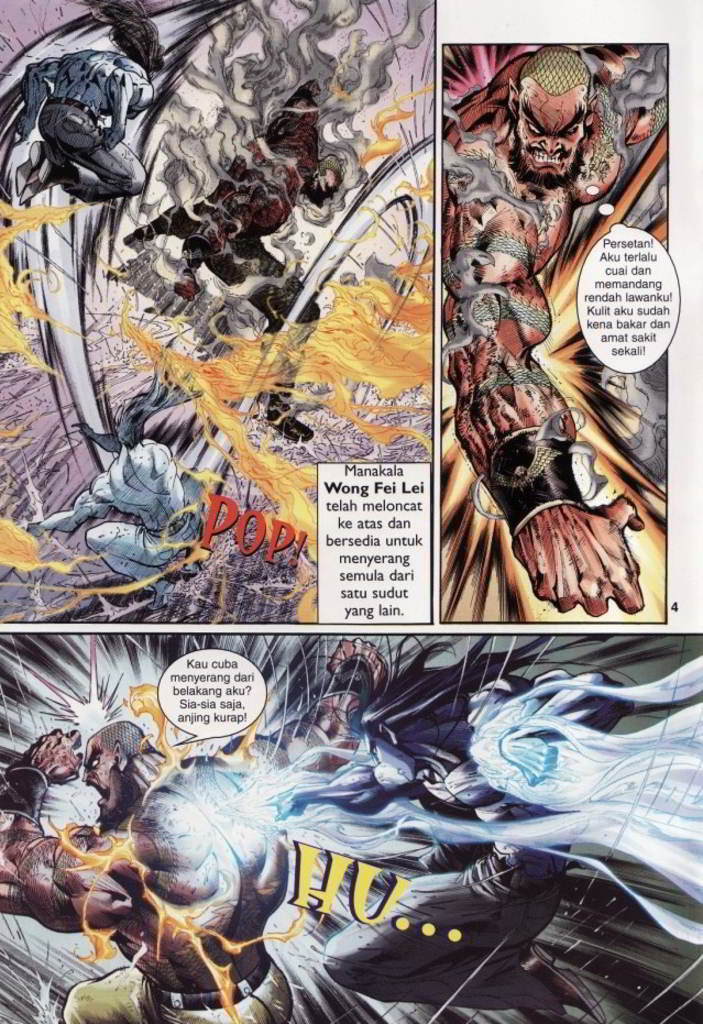 POP!
Manakala
Wong Fei Lei
telah meloncat
ke atas dan
bersedia untuk
menyerang
semula dari
satu sudut
yang lain.
Persetan!
Aku terlalu
cuai dan
memandang
rendah lawanku!
Kulit aku sudah
kena bakar dan
amat sakit
sekali!
4
Kau cuba
menyerang dari
belakang aku?
Sia-sia saja,
anjing kurap!
HU...